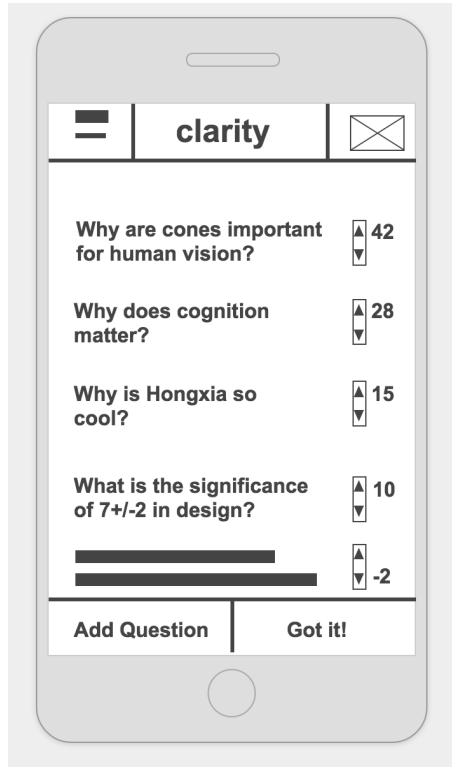 clarity
Why are cones important
for human vision?
42
Why does cognition
matter?
28
Why is Hongxia so
cool?
15
What is the significance
of 7+/-2 in design?
10
-2
Add Question
Got it!